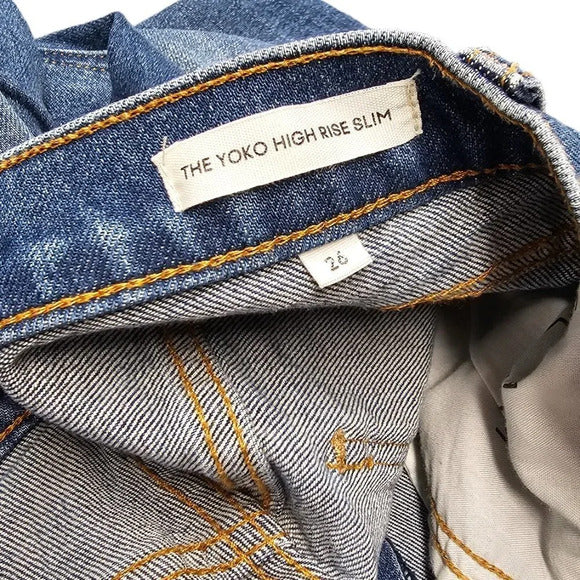 THE YOKO HIGH RISE SLIM
26